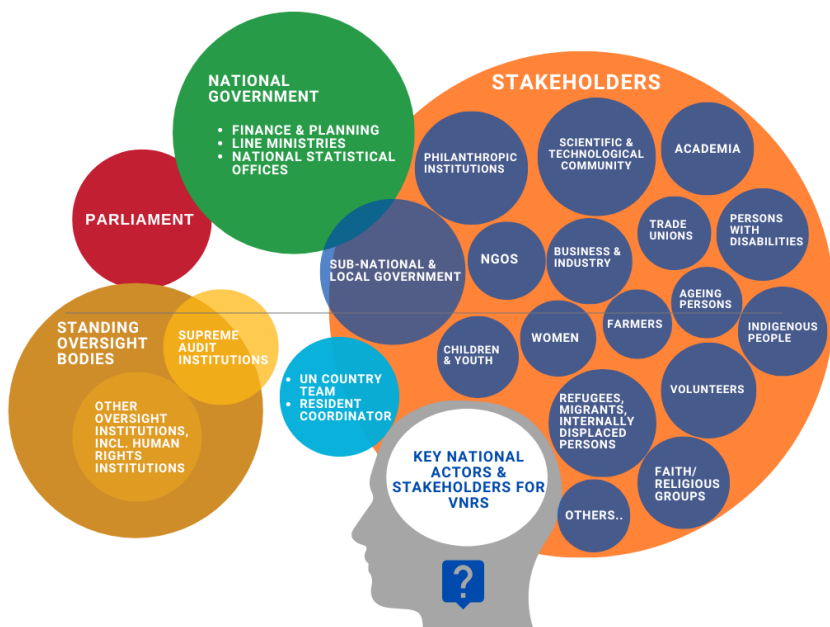 NATIONAL
GOVERNMENT
• FINANCE & PLANNING
• LINE MINISTRIES
• NATIONAL STATISTICAL
OFFICES
PARLIAMENT
STANDING
OVERSIGHT
BODIES
SUPREME
AUDIT
INSTITUTIONS
OTHER
OVERSIGHT
INSTITUTIONS,
INCL. HUMAN
RIGHTS
INSTITUTIONS
• UN COUNTRY
TEAM
• RESIDENT
COORDINATOR
SUB-NATIONAL &
LOCAL GOVERNMENT
STAKEHOLDERS
PHILANTHROPIC
INSTITUTIONS
SCIENTIFIC &
TECHNOLOGICAL
COMMUNITY
ACADEMIA
NGOS
BUSINESS &
INDUSTRY
TRADE
UNIONS
PERSONS
WITH
DISABILITIES
CHILDREN
& YOUTH
WOMEN
FARMERS
AGEING
PERSONS
INDIGENOUS
PEOPLE
REFUGEES,
MIGRANTS,
INTERNALLY
DISPLACED
PERSONS
VOLUNTEERS
FAITH/
RELIGIOUS
GROUPS
OTHERS..
KEY NATIONAL
ACTORS &
STAKEHOLDERS FOR
VNRS
?